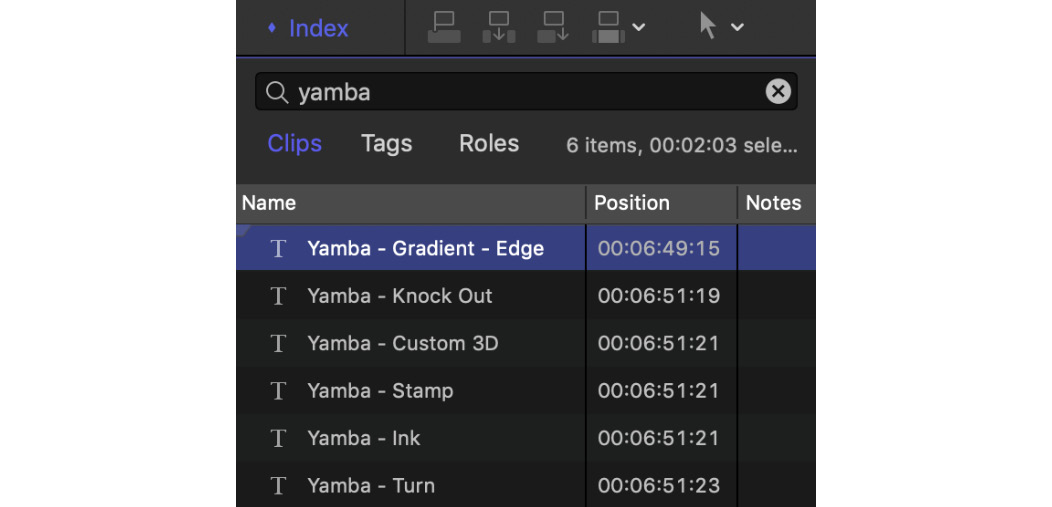 Index
yamba
Clips Tags Roles 6 items, 00:02:03 sele...
Name Position Notes
T Yamba - Gradient - Edge 00:06:49:15
T Yamba - Knock Out 00:06:51:19
T Yamba - Custom 3D 00:06:51:21
T Yamba - Stamp 00:06:51:21
T Yamba - Ink 00:06:51:21
T Yamba - Turn 00:06:51:23